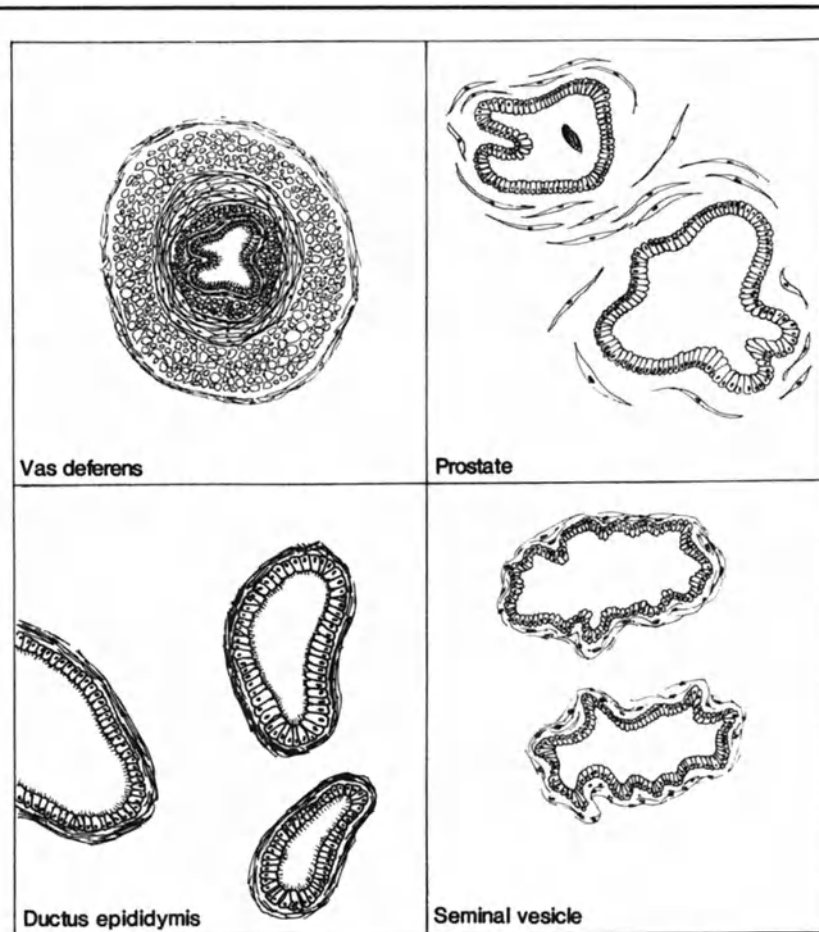 Vas deferens
Prostate
Ductus epididymis
Seminal vesicle